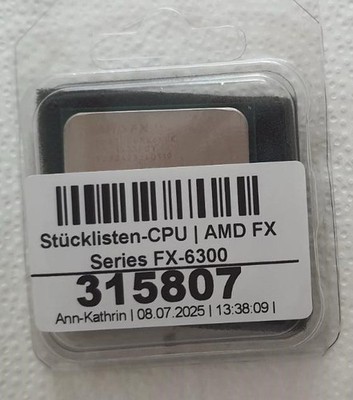 Stücklisten-CPU | AMD FX
Series FX-6300
315807
Ann-Kathrin | 08.07.2025 | 13:38:09 |